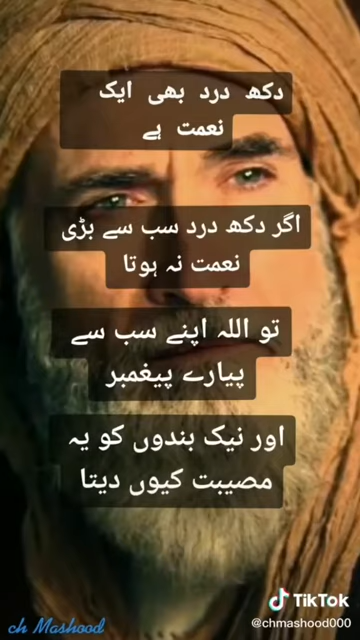 دکھ درد بھی ایک
نعمت ہے
اگر دکھ درد سب سے بڑی
نعمت نہ ہوتا
تو اللہ اپنے سب سے
پیارے پیغمبر
اور نیک بندوں کو یہ
مصیبت کیوں دیتا
TikTok
ch Mashood
@chmashood000